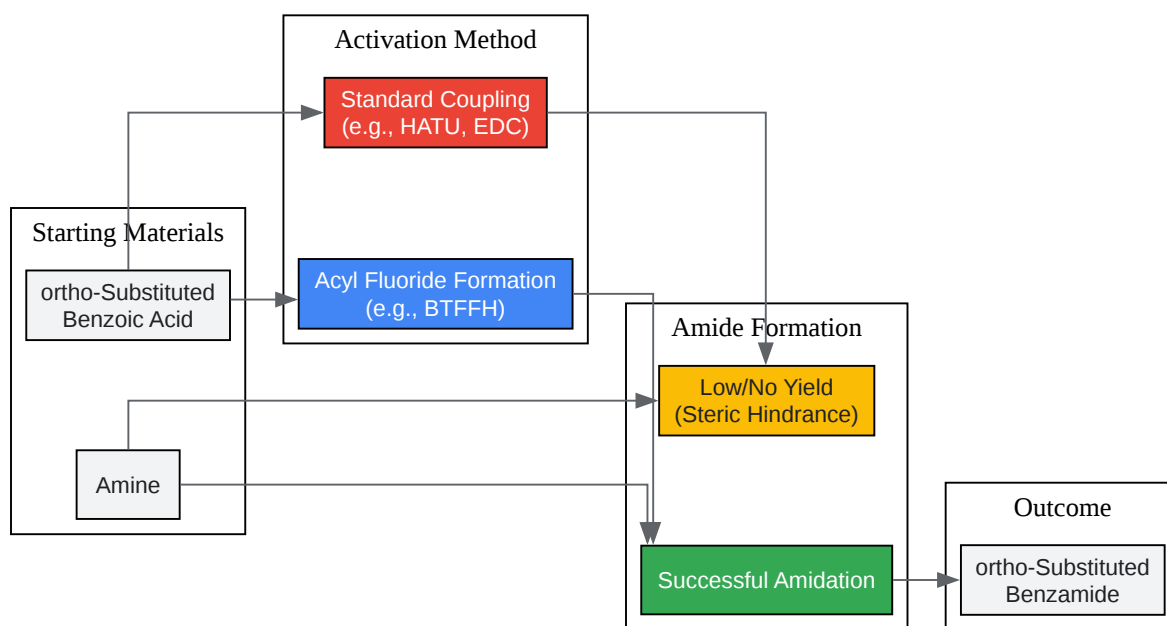 Activation Method
Standard Coupling
(e.g., HATU, EDC)
Starting Materials
ortho-Substituted
Benzoic Acid
Acyl Fluoride Formation
(e.g., BTFFH)
Amide Formation
Low/No Yield
(Steric Hindrance)
Amine
Outcome
Successful Amidation
ortho-Substituted
Benzamide